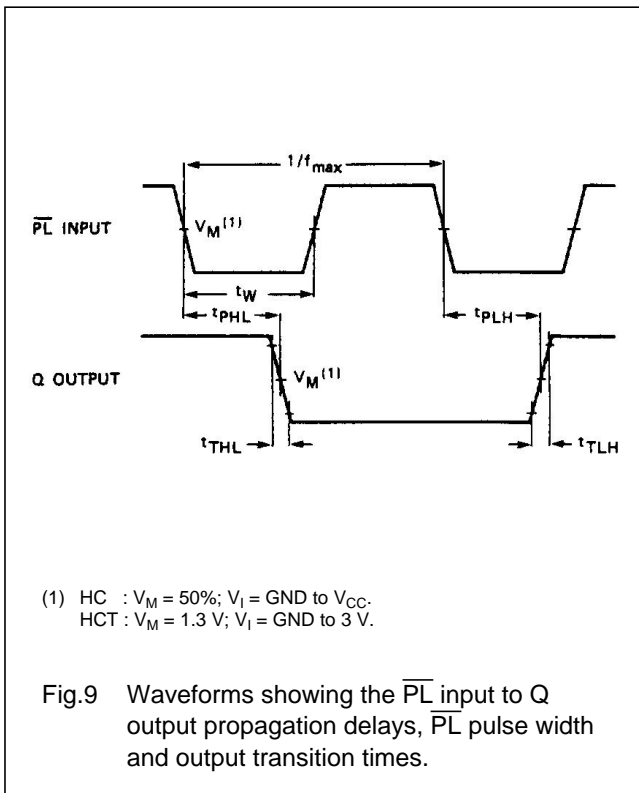 1/fmax
PL INPUT
VM(1)
tW
tPHL
tPLH
Q OUTPUT
VM(1)
tTHL
tTLH
(1) HC : VM = 50%; VI = GND to VCC.
HCT : VM = 1.3 V; VI = GND to 3 V.
Fig.9 Waveforms showing the PL input to Q
output propagation delays, PL pulse width
and output transition times.